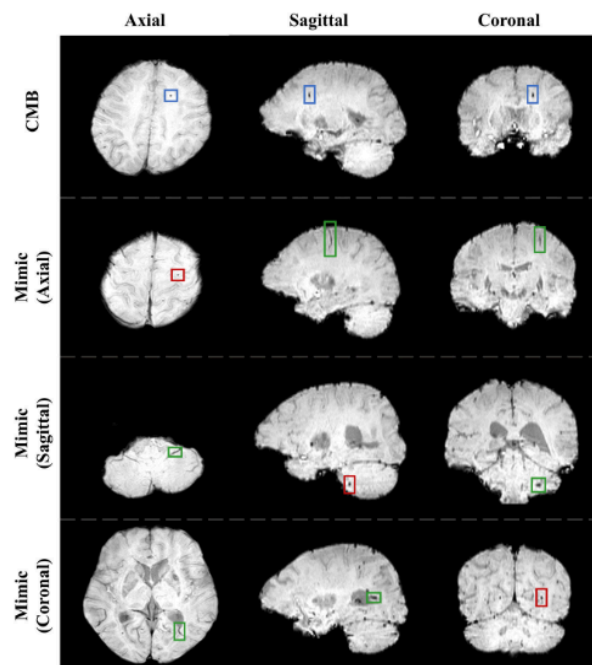 Axial Sagittal Coronal
CMB
Mimic
(Axial)
Mimic
(Sagittal)
Mimic
(Coronal)